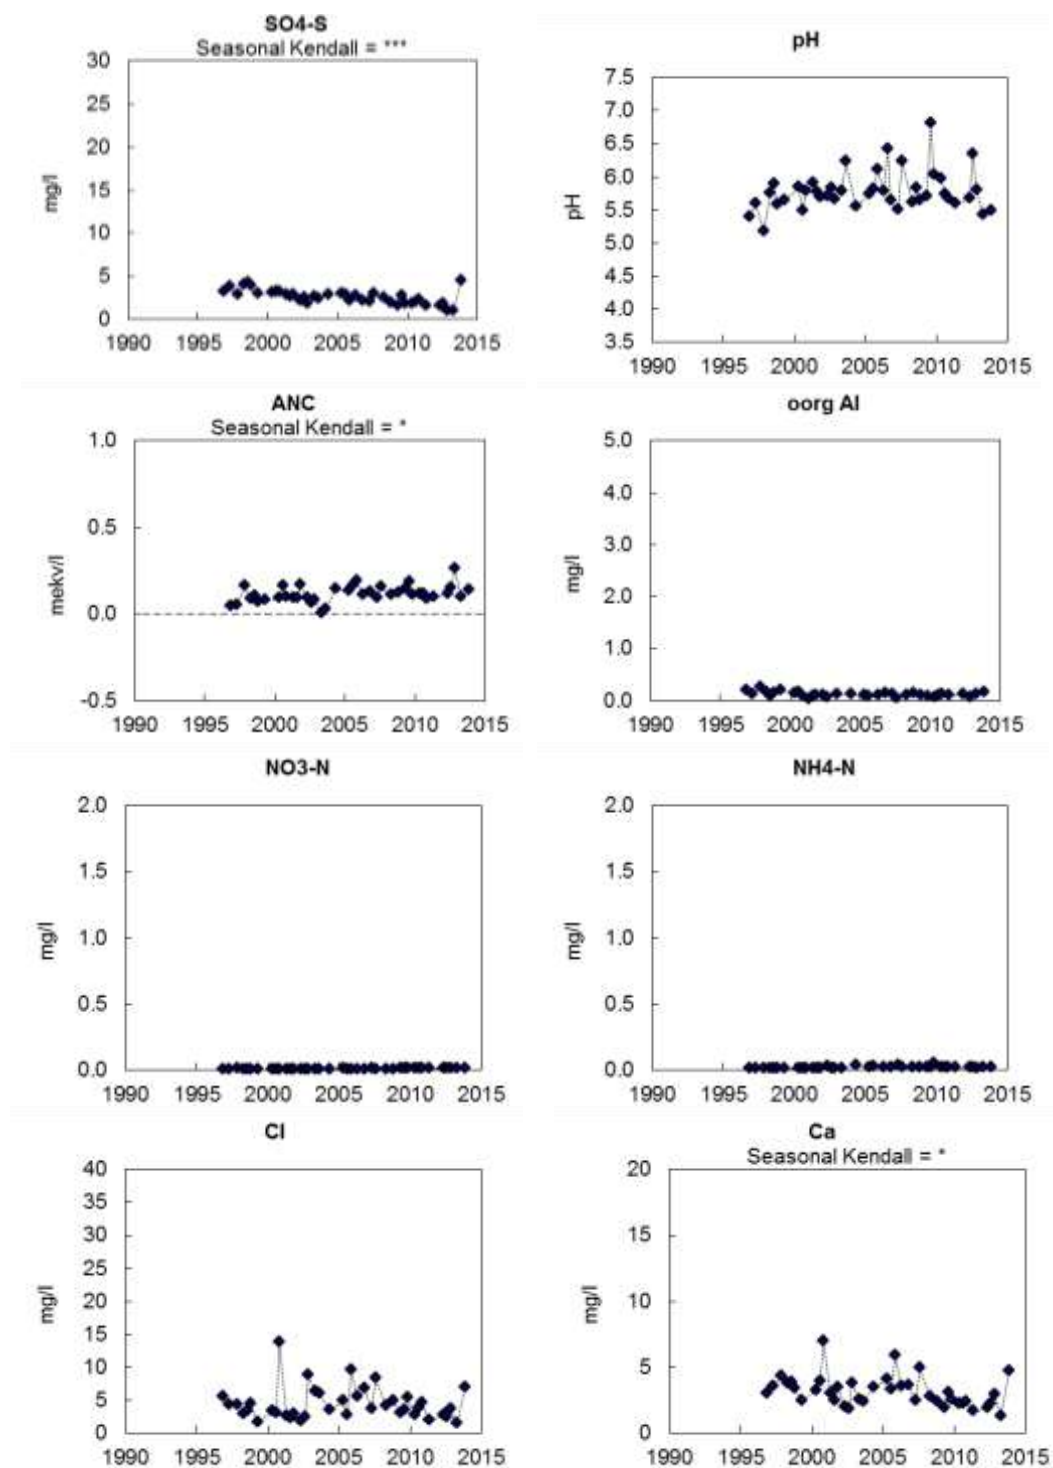 SO4-S
Seasonal Kendall = ***
30
25
20
15
10
5
0
mg/l
1990 1995 2000 2005 2010 2015
pH
7.5
7.0
6.5
6.0
5.5
5.0
4.5
4.0
3.5
pH
1990 1995 2000 2005 2010 2015
ANC
Seasonal Kendall = *
1.0
0.5
0.0
-0.5
mekv/l
1990 1995 2000 2005 2010 2015
oorg Al
5.0
4.0
3.0
2.0
1.0
0.0
mg/l
1990 1995 2000 2005 2010 2015
NO3-N
2.0
1.5
1.0
0.5
0.0
mg/l
1990 1995 2000 2005 2010 2015
NH4-N
2.0
1.5
1.0
0.5
0.0
mg/l
1990 1995 2000 2005 2010 2015
Cl
40
35
30
25
20
15
10
5
0
mg/l
1990 1995 2000 2005 2010 2015
Ca
Seasonal Kendall = *
20
15
10
5
0
mg/l
1990 1995 2000 2005 2010 2015